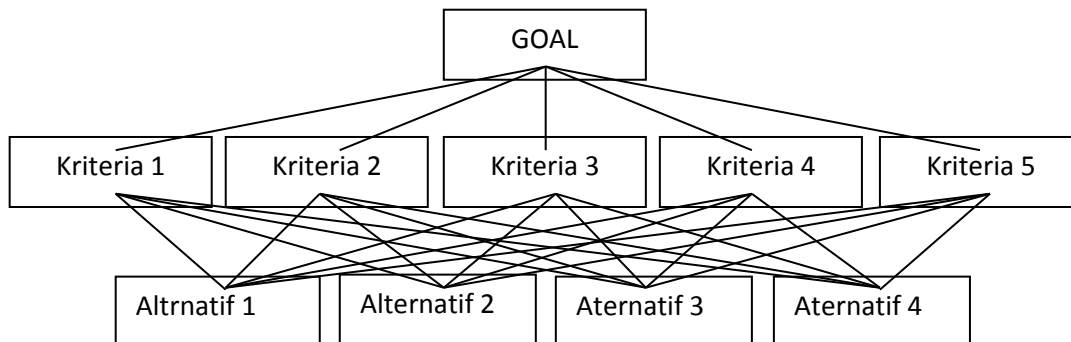 GOAL
Kriteria 1
Kriteria 2
Kriteria 3
Kriteria 4
Kriteria 5
Altrnatif 1
Alternatif 2
Aternatif 3
Aternatif 4